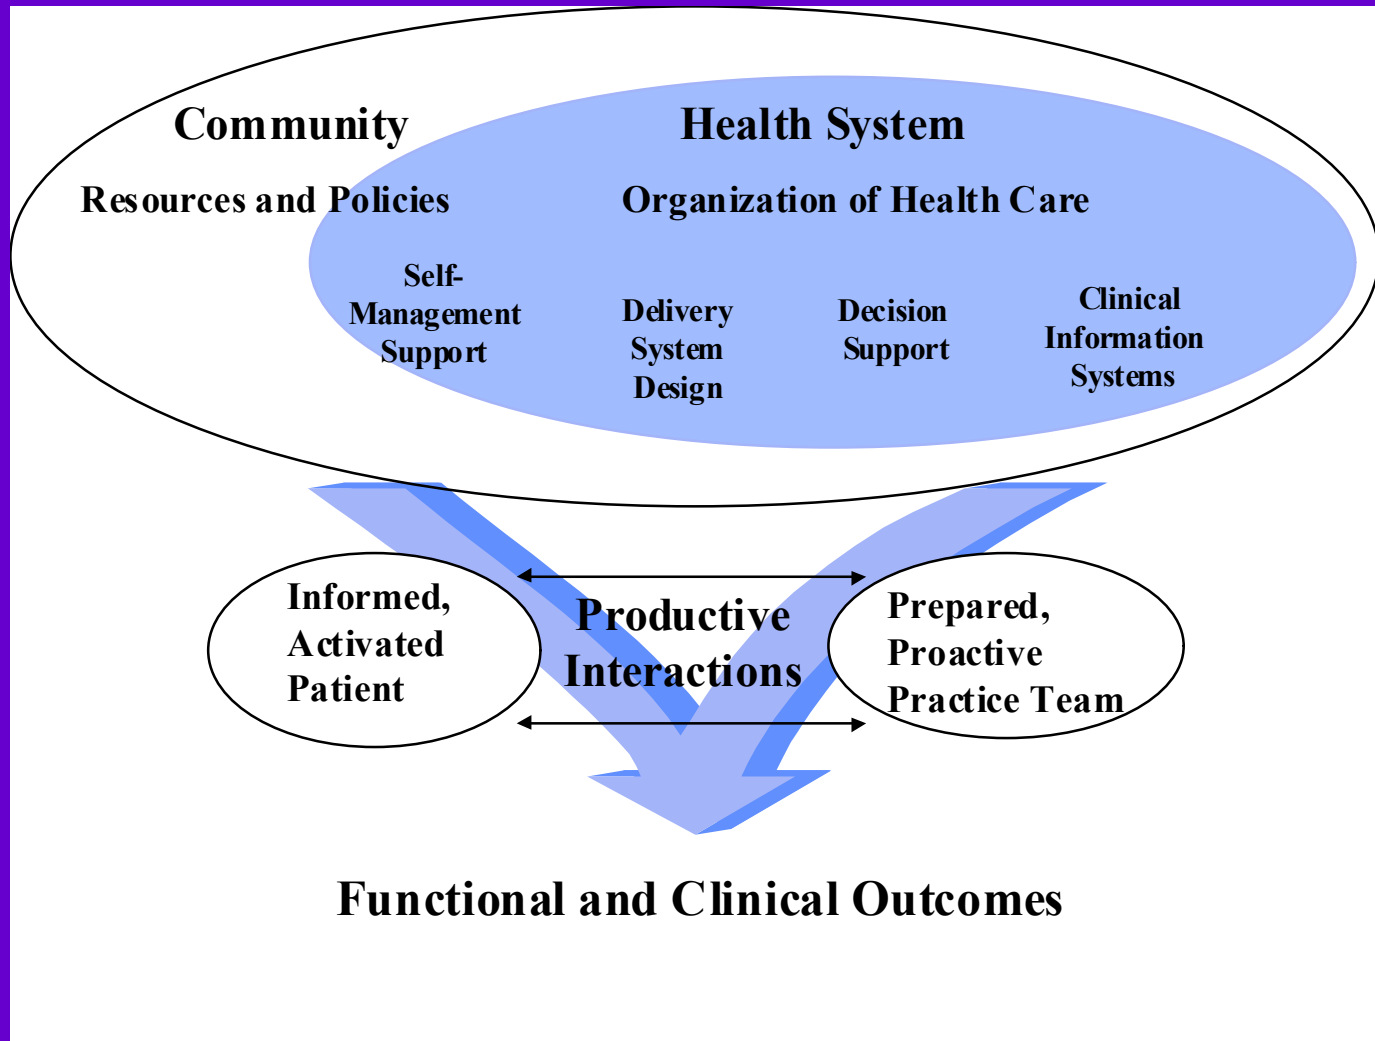 Community
Health System
Resources and Policies
Organization of Health Care
Self-
Management
Support
Delivery
System
Design
Decision
Support
Clinical
Information
Systems
Informed,
Activated
Patient
Productive
Interactions
Prepared,
Proactive
Practice Team
Functional and Clinical Outcomes